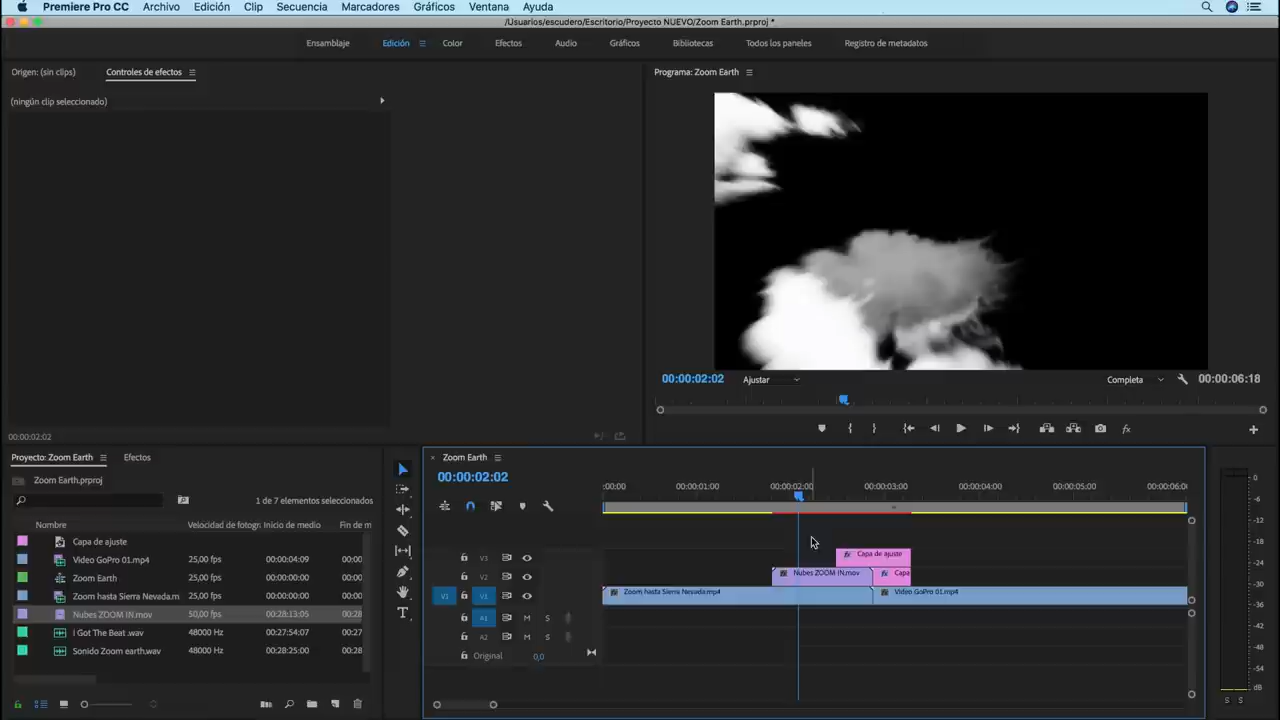 Premiere Pro CC Archivo Edición Clip Secuencia Marcadores Gráficos Ventana Ayuda
/Usuarios/escudero/Escritorio/Proyecto NUEVO/Zoom Earth.prproj *
Ensamblaje Edición Color Efectos Audio Gráficos Bibliotecas Todos los paneles Registro de metadatos
Origen: (sin clips) Controles de efectos
Programa: Zoom Earth
(ningún clip seleccionado)
00:00:02:02 Ajustar Completa 00:00:06:18
00:00:02:02
Proyecto: Zoom Earth Efectos
Zoom Earth.prproj
1 de 7 elementos seleccionados
Nombre Velocidad de fotogr Inicio de medio Fin de m
Capa de ajuste
Video GoPro 01.mp4 25,00 fps 00:00:04:09 00:00
Zoom Earth 25,00 fps 00:00:00:00 00:00
Zoom hasta Sierra Nevada.m 25,00 fps 00:00:00:00 00:00
Nubes ZOOM IN.mov 50,00 fps 00:28:13:05 00:28
I Got The Beat .wav 48000 Hz 00:27:54:07 00:27
Sonido Zoom earth.wav 48000 Hz 00:28:25:00 00:28
Zoom Earth
00:00:02:02
:00:00 00:00:01:00 00:00:02:00 00:00:03:00 00:00:04:00 00:00:05:00 00:00:06:0
V3 fx Capa de ajuste
V2 Nubes ZOOM IN.mov fx Capa
V1 V1 Zoom hasta Sierra Nevada.mp4 Video GoPro 01.mp4
A1 M S
A2 M S
Original 0,0
0
-6
-12
-18
-24
-30
-36
-42
-48
-54
dB
S S